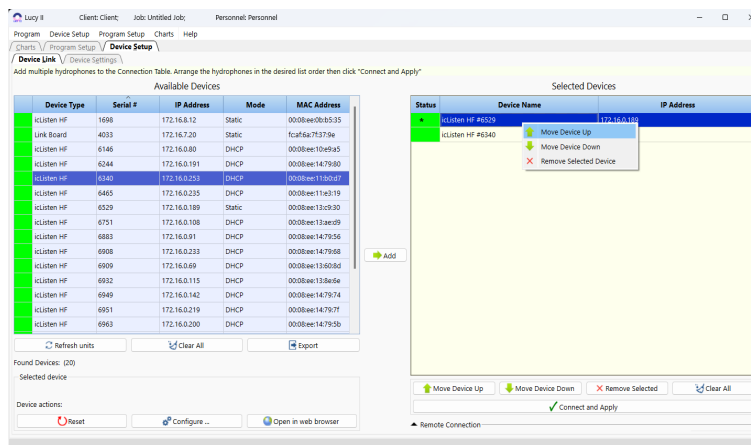 Lucy II Client: Client; Job: Untitled Job; Personnel: Personnel
Program Device Setup Program Setup Charts Help
Charts Program Setup Device Setup
Device Link Device Settings
Add multiple hydrophones to the Connection Table. Arrange the hydrophones in the desired list order then click "Connect and Apply"
Available Devices
Device Type Serial # IP Address Mode MAC Address
icListen HF 1698 172.16.8.12 Static 00:08:ee:0b:b5:35
Link Board 4033 172.16.7.20 Static fc:af:6a:7f:37:9e
icListen HF 6146 172.16.0.80 DHCP 00:08:ee:10:e9:a5
icListen HF 6244 172.16.0.191 DHCP 00:08:ee:14:79:80
icListen HF 6340 172.16.0.253 DHCP 00:08:ee:11:b0:d7
icListen HF 6465 172.16.0.235 DHCP 00:08:ee:11:e3:19
icListen HF 6529 172.16.0.189 Static 00:08:ee:13:c9:30
icListen HF 6751 172.16.0.108 DHCP 00:08:ee:13:ae:d9
icListen HF 6883 172.16.0.91 DHCP 00:08:ee:14:79:56
icListen HF 6908 172.16.0.233 DHCP 00:08:ee:14:79:68
icListen HF 6909 172.16.0.69 DHCP 00:08:ee:13:60:8d
icListen HF 6932 172.16.0.115 DHCP 00:08:ee:13:8e:6e
icListen HF 6949 172.16.0.142 DHCP 00:08:ee:14:79:74
icListen HF 6951 172.16.0.219 DHCP 00:08:ee:14:79:7f
icListen HF 6963 172.16.0.200 DHCP 00:08:ee:14:79:5b
Refresh units Clear All Export
Found Devices: (20)
Selected device
Device actions:
Reset Configure ... Open in web browser
Add
Selected Devices
Status Device Name IP Address
icListen HF #6529 172.16.0.189
icListen HF #6340
Move Device Up
Move Device Down
Remove Selected Device
Move Device Up Move Device Down Remove Selected Clear All
Connect and Apply
Remote Connection